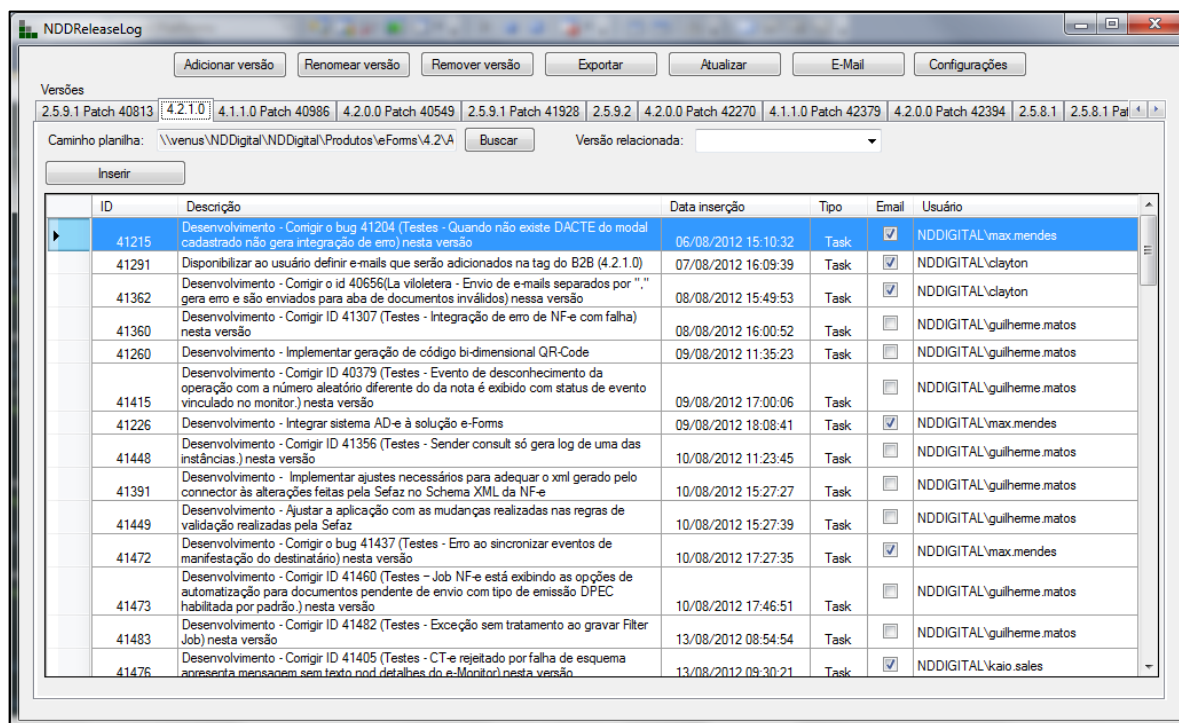 NDDReleaseLog
Adicionar versão Renomear versão Remover versão Exportar Atualizar E-Mail Configurações
Versões
2.5.9.1 Patch 40813 4.2.1.0 4.1.1.0 Patch 40986 4.2.0.0 Patch 40549 2.5.9.1 Patch 41928 2.5.9.2 4.2.0.0 Patch 42270 4.1.1.0 Patch 42379 4.2.0.0 Patch 42394 2.5.8.1 2.5.8.1 Pat
Caminho planilha: \\venus\NDDigital\NDDigital\Produtos\eForms\4.2\A Buscar Versão relacionada:
Inserir
ID Descrição Data inserção Tipo Email Usuário
Desenvolvimento - Corrigir o bug 41204 (Testes - Quando não existe DACTE do modal
41215 cadastrado não gera integração de erro) nesta versão 06/08/2012 15:10:32 Task NDDIGITAL\max.mendes
41291 Disponibilizar ao usuário definir e-mails que serão adicionados na tag do B2B (4.2.1.0) 07/08/2012 16:09:39 Task NDDIGITAL\clayton
Desenvolvimento - Corrigir o id 40656(La violetera - Envio de e-mails separados por ","
41362 gera erro e são enviados para aba de documentos inválidos) nessa versão 08/08/2012 15:49:53 Task NDDIGITAL\clayton
Desenvolvimento - Corrigir ID 41307 (Testes - Integração de erro de NF-e com falha)
41360 nesta versão 08/08/2012 16:00:52 Task NDDIGITAL\guilherme.matos
41260 Desenvolvimento - Implementar geração de código bi-dimensional QR-Code 09/08/2012 11:35:23 Task NDDIGITAL\guilherme.matos
Desenvolvimento - Corrigir ID 40379 (Testes - Evento de desconhecimento da
operação com a número aleatório diferente do da nota é exibido com status de evento
41415 vinculado no monitor.) nesta versão 09/08/2012 17:00:06 Task NDDIGITAL\guilherme.matos
41226 Desenvolvimento - Integrar sistema AD-e à solução e-Forms 09/08/2012 18:08:41 Task NDDIGITAL\max.mendes
Desenvolvimento - Corrigir ID 41356 (Testes - Sender consult só gera log de uma das
41448 instâncias.) nesta versão 10/08/2012 11:23:45 Task NDDIGITAL\guilherme.matos
Desenvolvimento - Implementar ajustes necessários para adequar o xml gerado pelo
41391 connector às alterações feitas pela Sefaz no Schema XML da NF-e 10/08/2012 15:27:27 Task NDDIGITAL\guilherme.matos
Desenvolvimento - Ajustar a aplicação com as mudanças realizadas nas regras de
41449 validação realizadas pela Sefaz 10/08/2012 15:27:39 Task NDDIGITAL\guilherme.matos
Desenvolvimento - Corrigir o bug 41437 (Testes - Erro ao sincronizar eventos de
41472 manifestação do destinatário) nesta versão 10/08/2012 17:27:35 Task NDDIGITAL\max.mendes
Desenvolvimento - Corrigir ID 41460 (Testes – Job NF-e está exibindo as opções de
automatização para documentos pendente de envio com tipo de emissão DPEC
41473 habilitada por padrão.) nesta versão 10/08/2012 17:46:51 Task NDDIGITAL\guilherme.matos
Desenvolvimento - Corrigir ID 41482 (Testes - Exceção sem tratamento ao gravar Filter
41483 Job) nesta versão 13/08/2012 08:54:54 Task NDDIGITAL\guilherme.matos
Desenvolvimento - Corrigir ID 41405 (Testes - CT-e rejeitado por falha de esquema
41476 apresenta mensagem sem texto nod detalhes do e-Monitor) nesta versão 13/08/2012 09:30:21 Task NDDIGITAL\kaio.sales